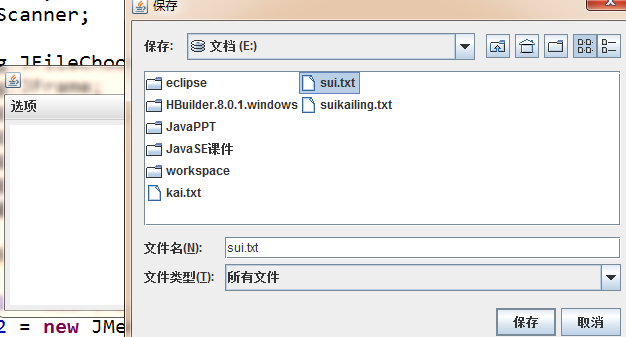 Scanner;
保存
保存:
文档 (E:)
g JFileChoo
JFrame;
选项
eclipse
sui.txt
HBuilder.8.0.1.windows
suikailing.txt
JavaPPT
JavaSE课件
workspace
kai.txt
文件名(N):
sui.txt
文件类型(T):
所有文件
2 = new JMe
保存
取消